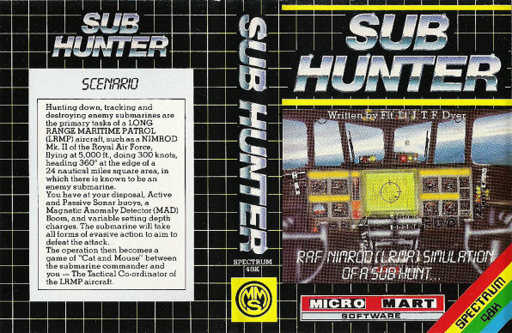 SUB
HUNTER
SCENARIO
Hunting down, tracking and
destroying enemy submarines are
the primary tasks of a LONG
RANGE MARITIME PATROL
(LRMP) aircraft, such as a NIMROD
Mk. II of the Royal Air Force,
flying at 5,000 ft., doing 300 knots,
heading 360° at the edge of a
24 nautical miles square area, in
which there is known to be an
enemy submarine.
You have at your disposal, Active
and Passive Sonar buoys, a
Magnetic Anomaly Detector (MAD)
Boom, and variable setting depth
charges. The submarine will take
all forms of evasive action to aim to
defeat the attack.
The operation then becomes a
game of "Cat and Mouse" between
the submarine commander and
you — The Tactical Co-ordinator of
the LRMP aircraft.
SUB HUNTER
SPECTRUM
48K
MMS
SUB
HUNTER
Written by Flt. Lt. J. T. F. Dyer
RAF NIMROD (LRMP) SIMULATION
OF A SUB HUNT...
MICRO MART
SOFTWARE
SPECTRUM
48K